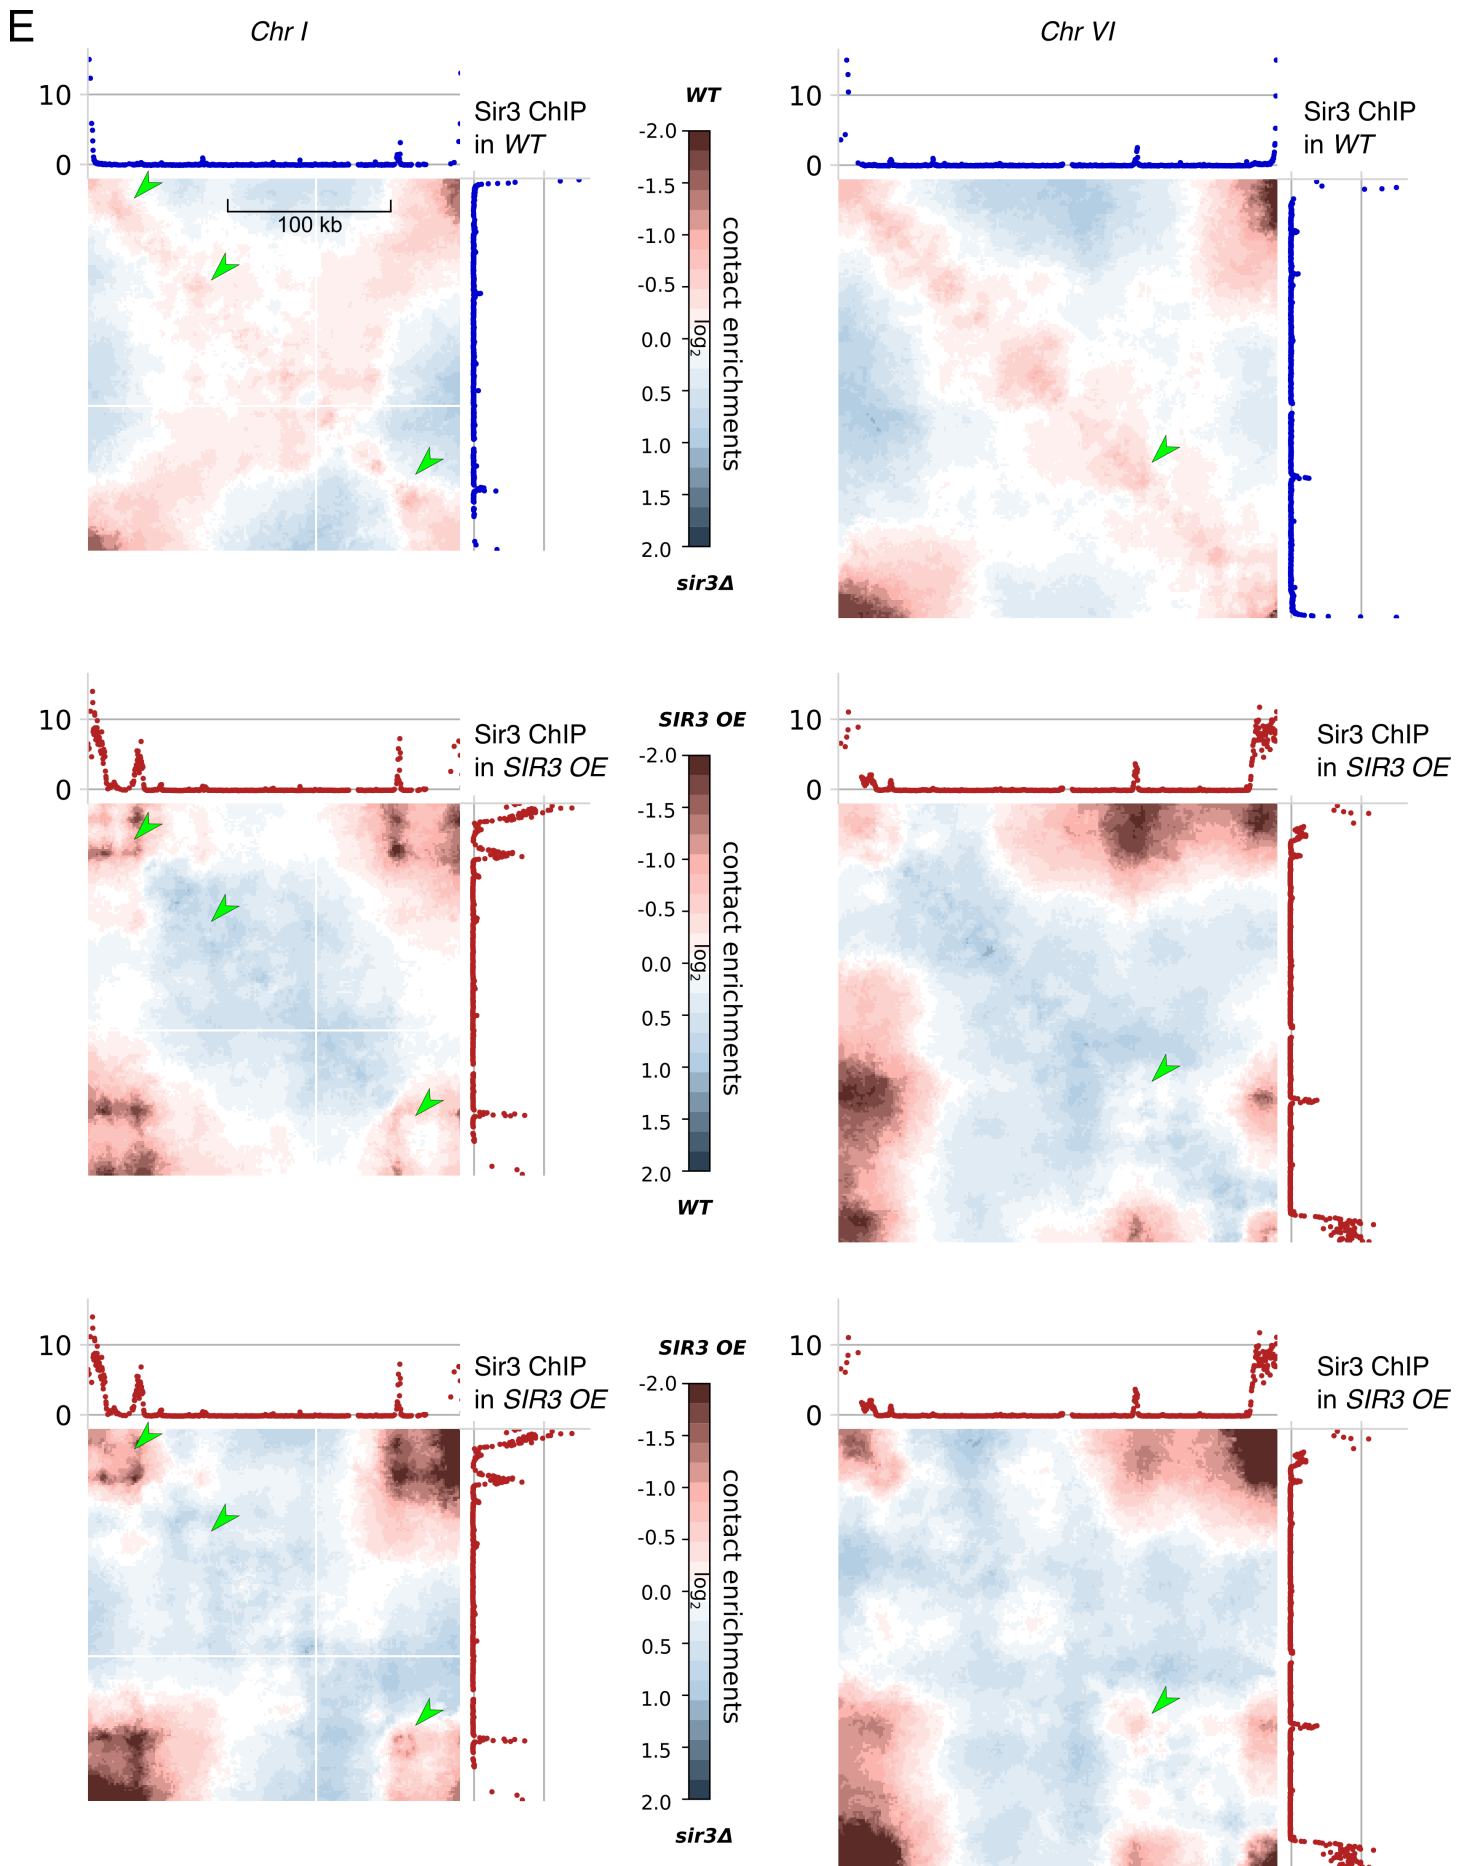 E
Chr I
Chr VI
10
0
Sir3 ChIP
in WT
100 kb
WT
-2.0
-1.5
-1.0
-0.5
0.0
0.5
1.0
1.5
2.0
log2
contact enrichments
sir3Δ
10
0
Sir3 ChIP
in WT
10
0
Sir3 ChIP
in SIR3 OE
SIR3 OE
-2.0
-1.5
-1.0
-0.5
0.0
0.5
1.0
1.5
2.0
log2
contact enrichments
WT
10
0
Sir3 ChIP
in SIR3 OE
10
0
Sir3 ChIP
in SIR3 OE
SIR3 OE
-2.0
-1.5
-1.0
-0.5
0.0
0.5
1.0
1.5
2.0
log2
contact enrichments
sir3Δ
10
0
Sir3 ChIP
in SIR3 OE